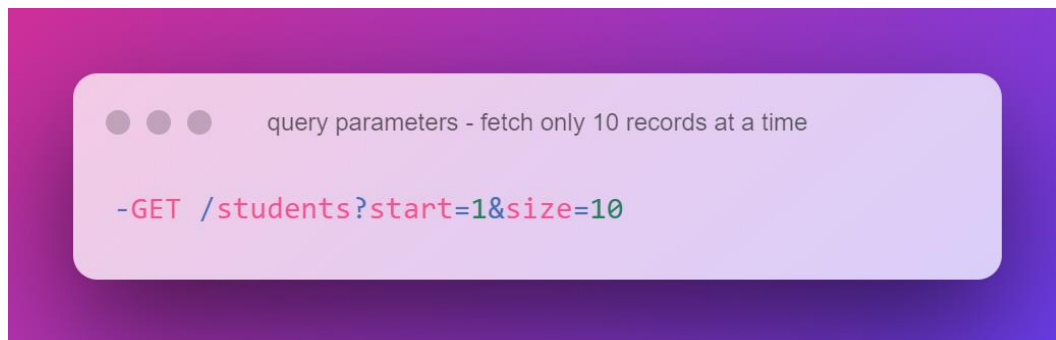 query parameters - fetch only 10 records at a time
-GET /students?start=1&size=10